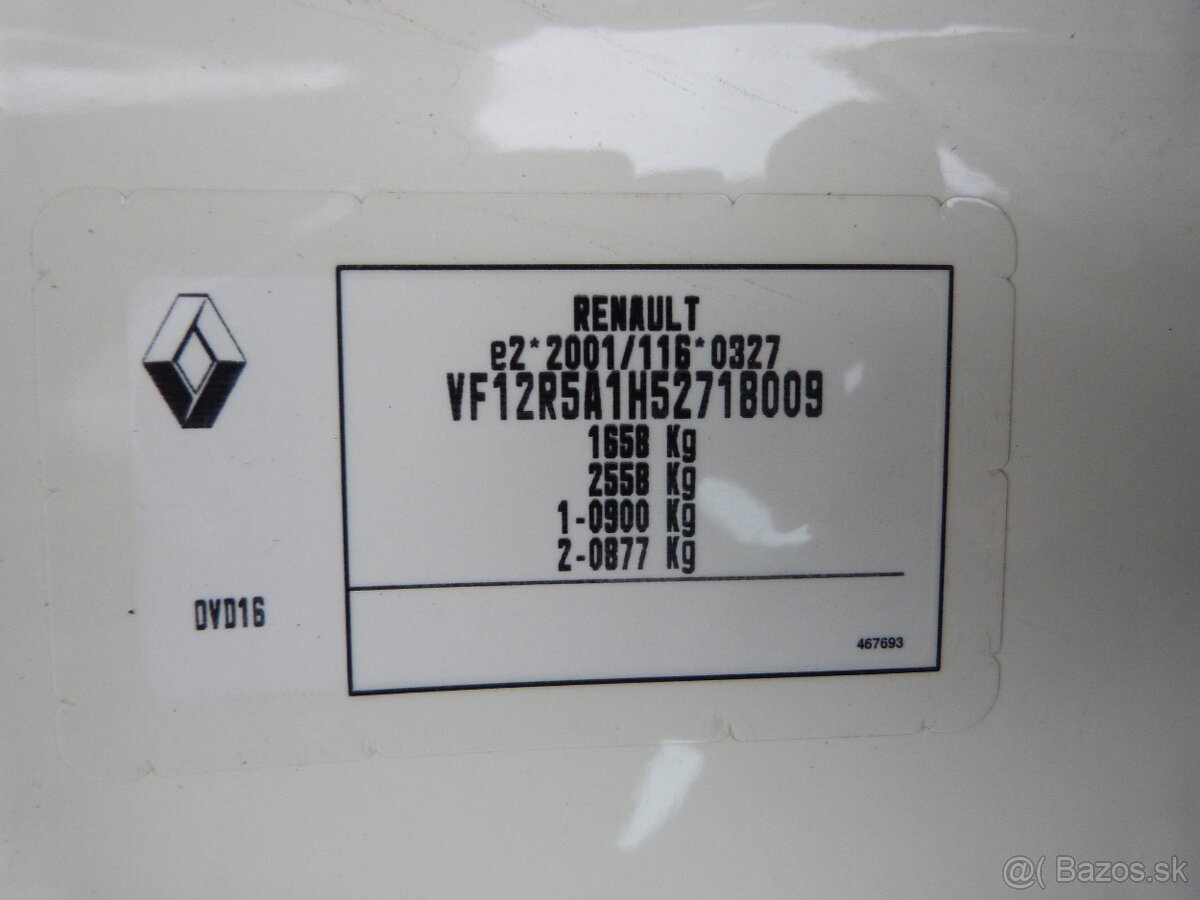 RENAULT
e2*2001/116*0327
VF12R5A1H52718009
1658 Kg
2558 Kg
1-0900 Kg
2-0877 Kg
DVD16
467693
@( Bazos.sk